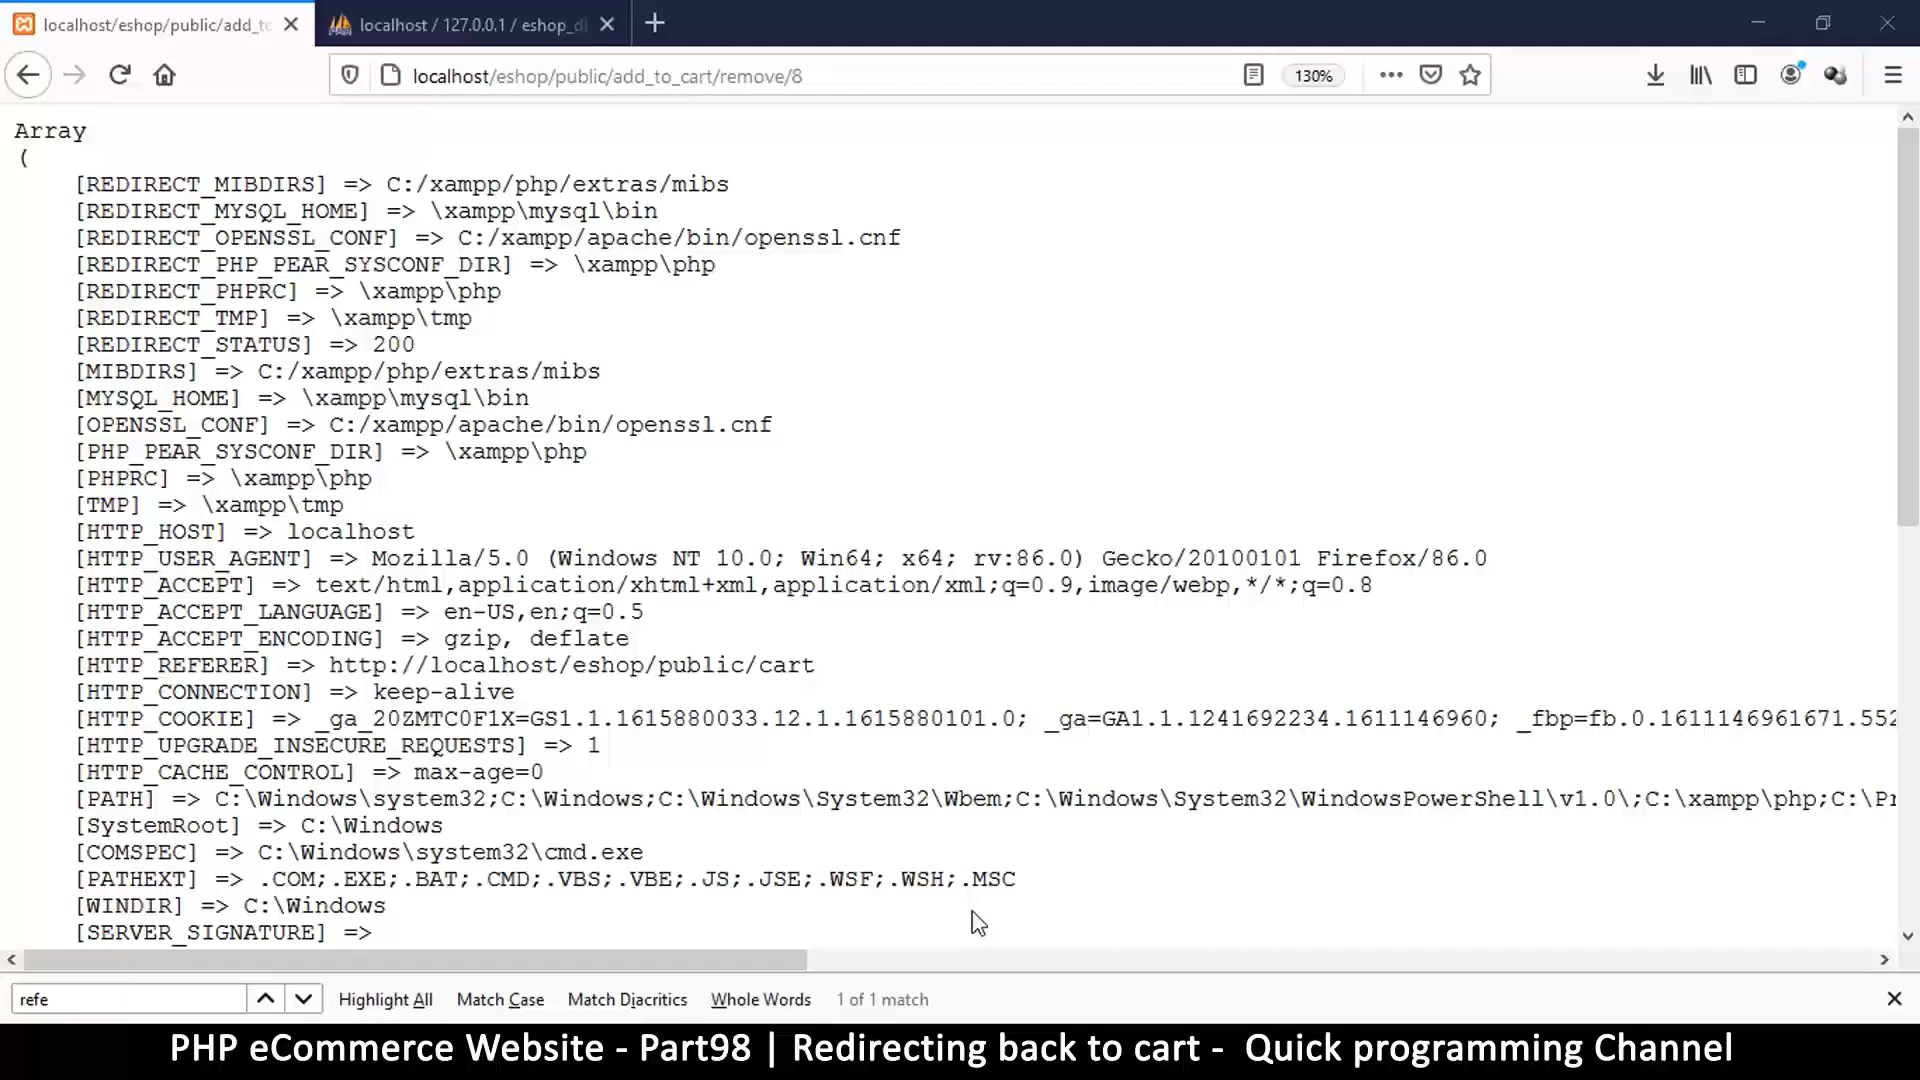 localhost/eshop/public/add_to
localhost / 127.0.0.1 / eshop_d
localhost/eshop/public/add_to_cart/remove/8
130%
Array
(
[REDIRECT_MIBDIRS] => C:/xampp/php/extras/mibs
[REDIRECT_MYSQL_HOME] => \xampp\mysql\bin
[REDIRECT_OPENSSL_CONF] => C:/xampp/apache/bin/openssl.cnf
[REDIRECT_PHP_PEAR_SYSCONF_DIR] => \xampp\php
[REDIRECT_PHPRC] => \xampp\php
[REDIRECT_TMP] => \xampp\tmp
[REDIRECT_STATUS] => 200
[MIBDIRS] => C:/xampp/php/extras/mibs
[MYSQL_HOME] => \xampp\mysql\bin
[OPENSSL_CONF] => C:/xampp/apache/bin/openssl.cnf
[PHP_PEAR_SYSCONF_DIR] => \xampp\php
[PHPRC] => \xampp\php
[TMP] => \xampp\tmp
[HTTP_HOST] => localhost
[HTTP_USER_AGENT] => Mozilla/5.0 (Windows NT 10.0; Win64; x64; rv:86.0) Gecko/20100101 Firefox/86.0
[HTTP_ACCEPT] => text/html,application/xhtml+xml,application/xml;q=0.9,image/webp,*/*;q=0.8
[HTTP_ACCEPT_LANGUAGE] => en-US,en;q=0.5
[HTTP_ACCEPT_ENCODING] => gzip, deflate
[HTTP_REFERER] => http://localhost/eshop/public/cart
[HTTP_CONNECTION] => keep-alive
[HTTP_COOKIE] => _ga_20ZMTC0F1X=GS1.1.1615880033.12.1.1615880101.0; _ga=GA1.1.1241692234.1611146960; _fbp=fb.0.1611146961671.552
[HTTP_UPGRADE_INSECURE_REQUESTS] => 1
[HTTP_CACHE_CONTROL] => max-age=0
[PATH] => C:\Windows\system32;C:\Windows;C:\Windows\System32\Wbem;C:\Windows\System32\WindowsPowerShell\v1.0\;C:\xampp\php;C:\Pr
[SystemRoot] => C:\Windows
[COMSPEC] => C:\Windows\system32\cmd.exe
[PATHEXT] => .COM;.EXE;.BAT;.CMD;.VBS;.VBE;.JS;.JSE;.WSF;.WSH;.MSC
[WINDIR] => C:\Windows
[SERVER_SIGNATURE] =>
refe Highlight All Match Case Match Diacritics Whole Words 1 of 1 match
PHP eCommerce Website - Part98 | Redirecting back to cart - Quick programming Channel